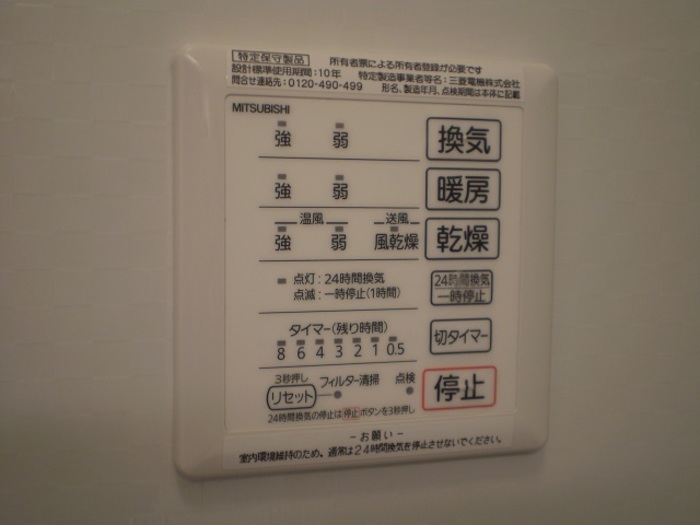 特定保守製品 所有者票による所有者登録が必要です
設計標準使用期間:10年 特定製造事業者等名:三菱電機株式会社
問合せ連絡先:0120-490-499 形名、製造年月、点検期間は本体に記載
MITSUBISHI
強 弱 換気
強 弱 暖房
温風 送風
強 弱 風乾燥 乾燥
点灯:24時間換気
点滅:一時停止(1時間)
24時間換気
一時停止
タイマー(残り時間)
8 6 4 3 2 1 0.5
切タイマー
3秒押し
リセット フィルター清掃 点検
停止
24時間換気の停止は停止ボタンを3秒押し
-お願い-
室内環境維持のため、通常は24時間換気を停止させないでください。